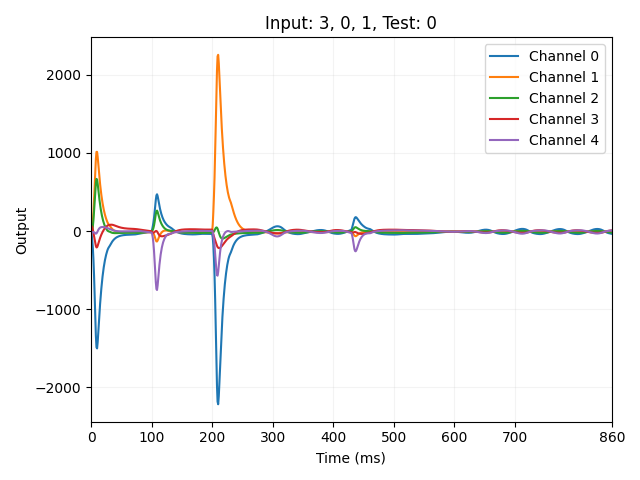 Input: 3, 0, 1, Test: 0
Output
2000
1000
0
−1000
−2000
Channel 0
Channel 1
Channel 2
Channel 3
Channel 4
0 100 200 300 400 500 600 700 860
Time (ms)